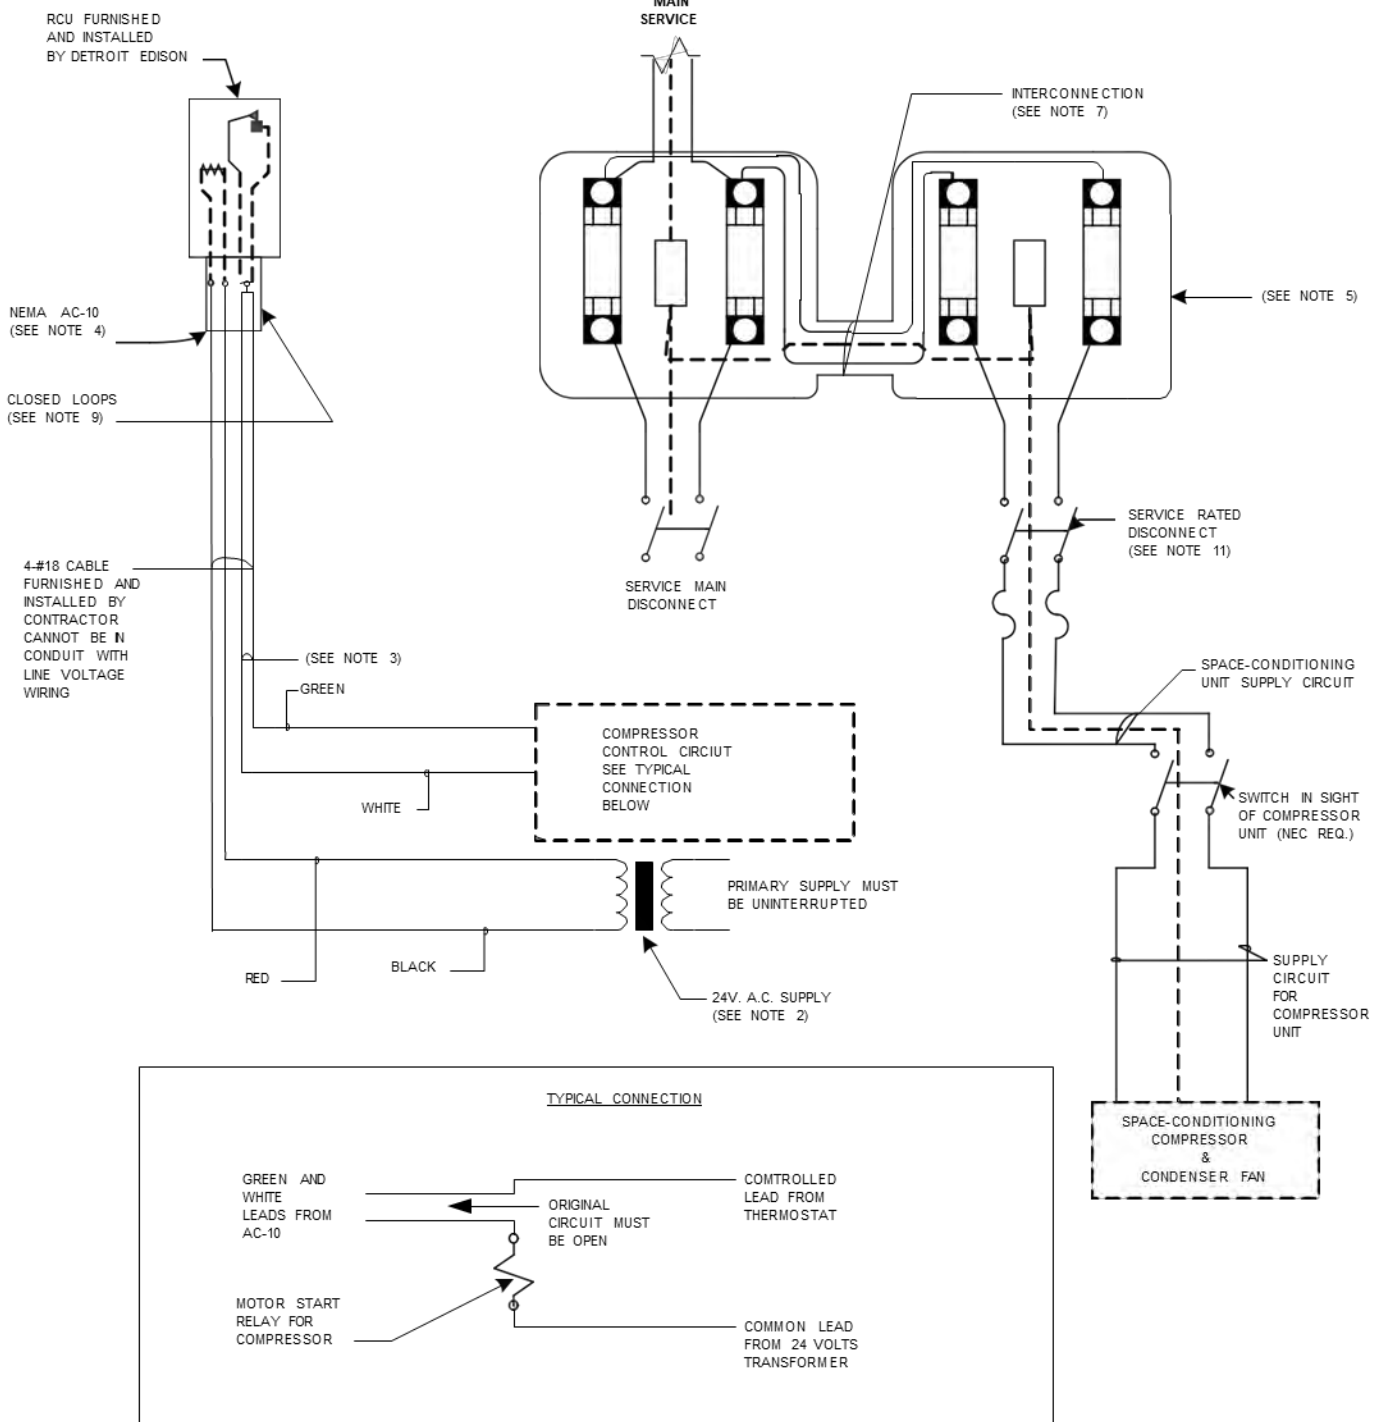 RCU FURNISHED
AND INSTALLED
BY DETROIT EDISON
MAIN
SERVICE
INTERCONNECTION
(SEE NOTE 7)
(SEE NOTE 5)
NEMA AC-10
(SEE NOTE 4)
CLOSED LOOPS
(SEE NOTE 9)
SERVICE RATED
DISCONNECT
(SEE NOTE 11)
4-#18 CABLE
FURNISHED AND
INSTALLED BY
CONTRACTOR
CANNOT BE IN
CONDUIT WITH
LINE VOLTAGE
WIRING
SERVICE MAIN
DISCONNECT
(SEE NOTE 3)
GREEN
SPACE-CONDITIONING
UNIT SUPPLY CIRCUIT
COMPRESSOR
CONTROL CIRCIUT
SEE TYPICAL
CONNECTION
BELOW
WHITE
SWITCH IN SIGHT
OF COMPRESSOR
UNIT (NEC REQ.)
PRIMARY SUPPLY MUST
BE UNINTERRUPTED
RED
BLACK
24V. A.C. SUPPLY
(SEE NOTE 2)
SUPPLY
CIRCUIT
FOR
COMPRESSOR
UNIT
TYPICAL CONNECTION
SPACE-CONDITIONING
COMPRESSOR
&
CONDENSER FAN
GREEN AND
WHITE
LEADS FROM
AC-10
ORIGINAL
CIRCUIT MUST
BE OPEN
COMTROLLED
LEAD FROM
THERMOSTAT
MOTOR START
RELAY FOR
COMPRESSOR
COMMON LEAD
FROM 24 VOLTS
TRANSFORMER